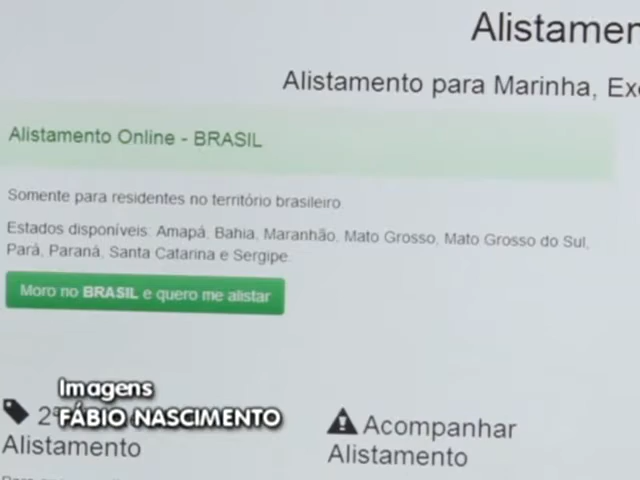 Alistamen
Alistamento para Marinha, Ex
Alistamento Online - BRASIL
Somente para residentes no território brasileiro
Estados disponíveis: Amapá, Bahia, Maranhão, Mato Grosso, Mato Grosso do Sul,
Pará, Paraná, Santa Catarina e Sergipe.
Moro no BRASIL e quero me alistar
Imagens
2ª FÁBIO NASCIMENTO
Alistamento
Acompanhar
Alistamento